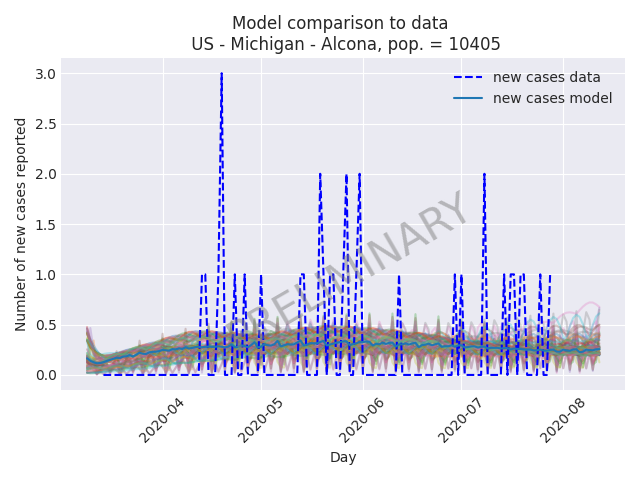 Model comparison to data
US - Michigan - Alcona, pop. = 10405
new cases data
new cases model
PRELIMINARY
Number of new cases reported
3.0
2.5
2.0
1.5
1.0
0.5
0.0
2020-04
2020-05
2020-06
2020-07
2020-08
Day